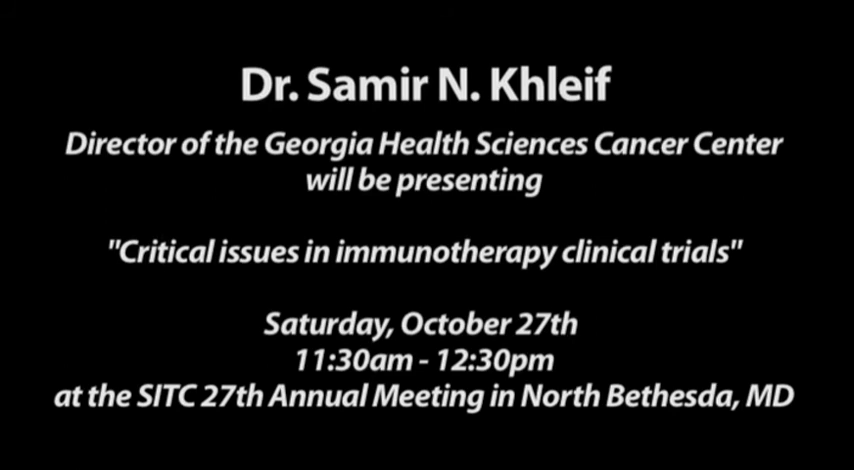 Dr. Samir N. Khleif
Director of the Georgia Health Sciences Cancer Center
will be presenting
"Critical issues in immunotherapy clinical trials"
Saturday, October 27th
11:30am - 12:30pm
at the SITC 27th Annual Meeting in North Bethesda, MD